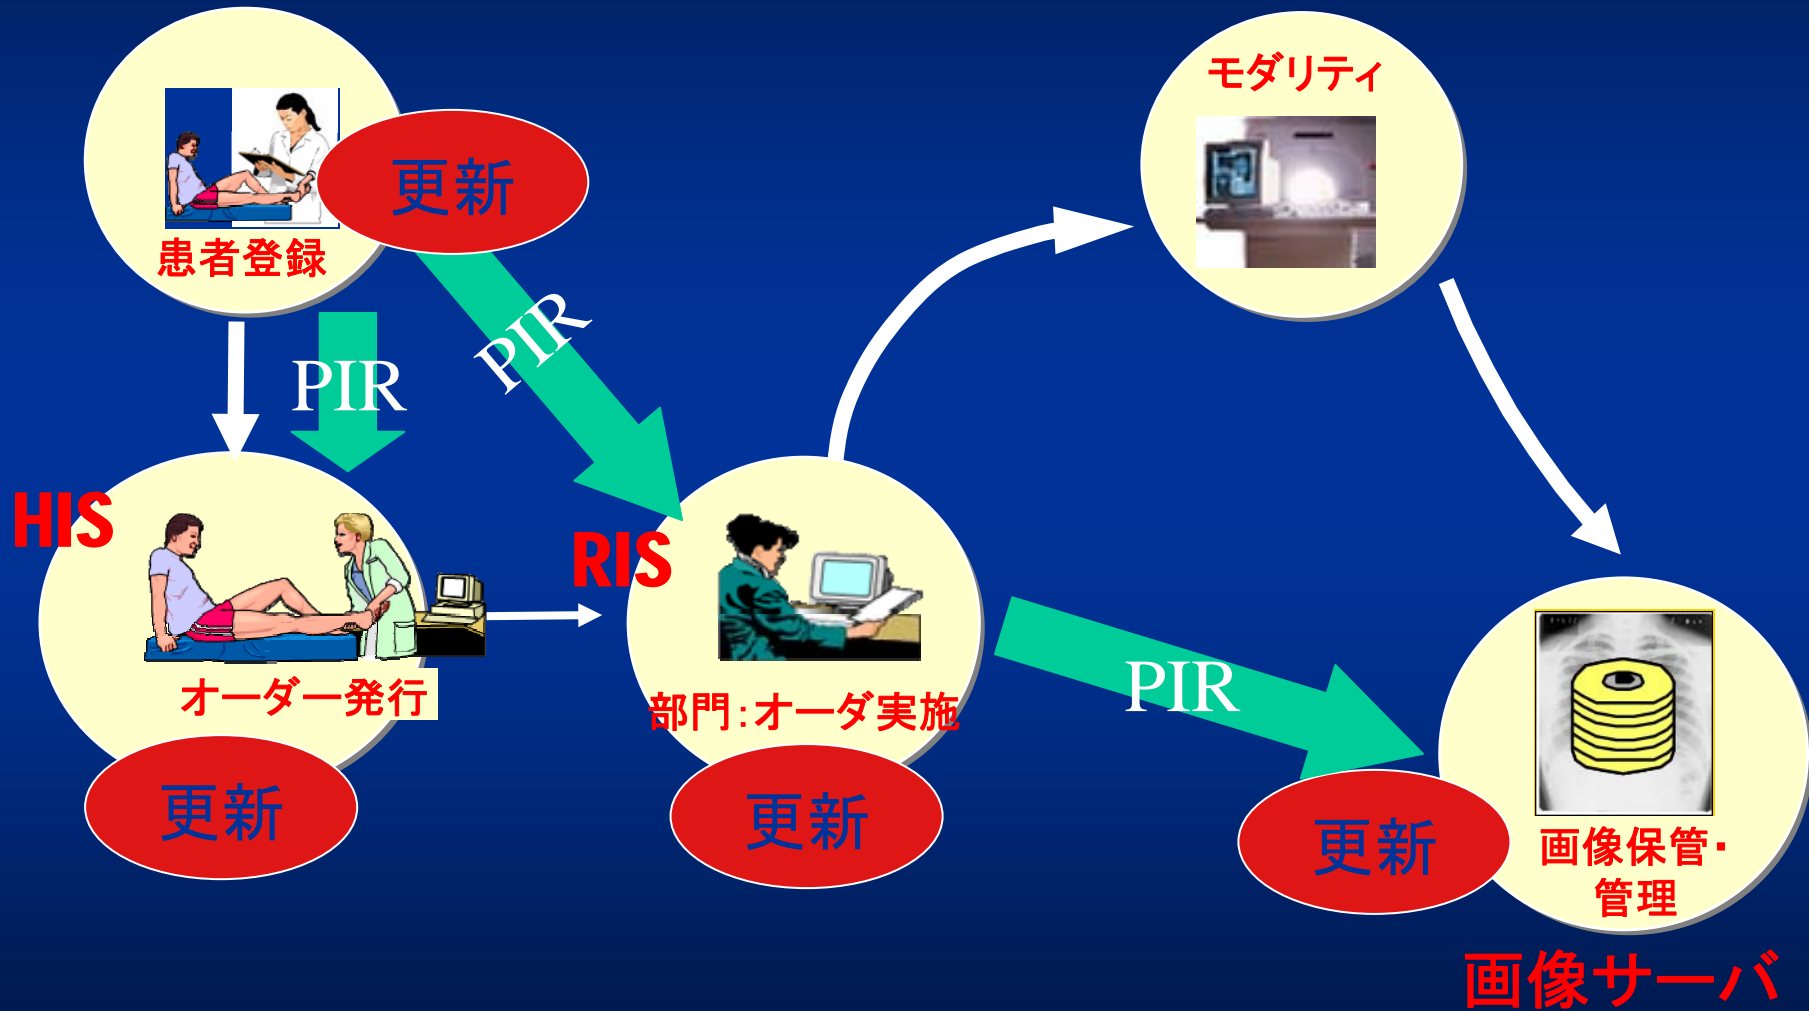 モダリティ
更新
患者登録
PIR
PIR
HIS
RIS
オーダー発行
部門:オーダ実施
PIR
更新
更新
更新
画像保管・
管理
画像サーバ